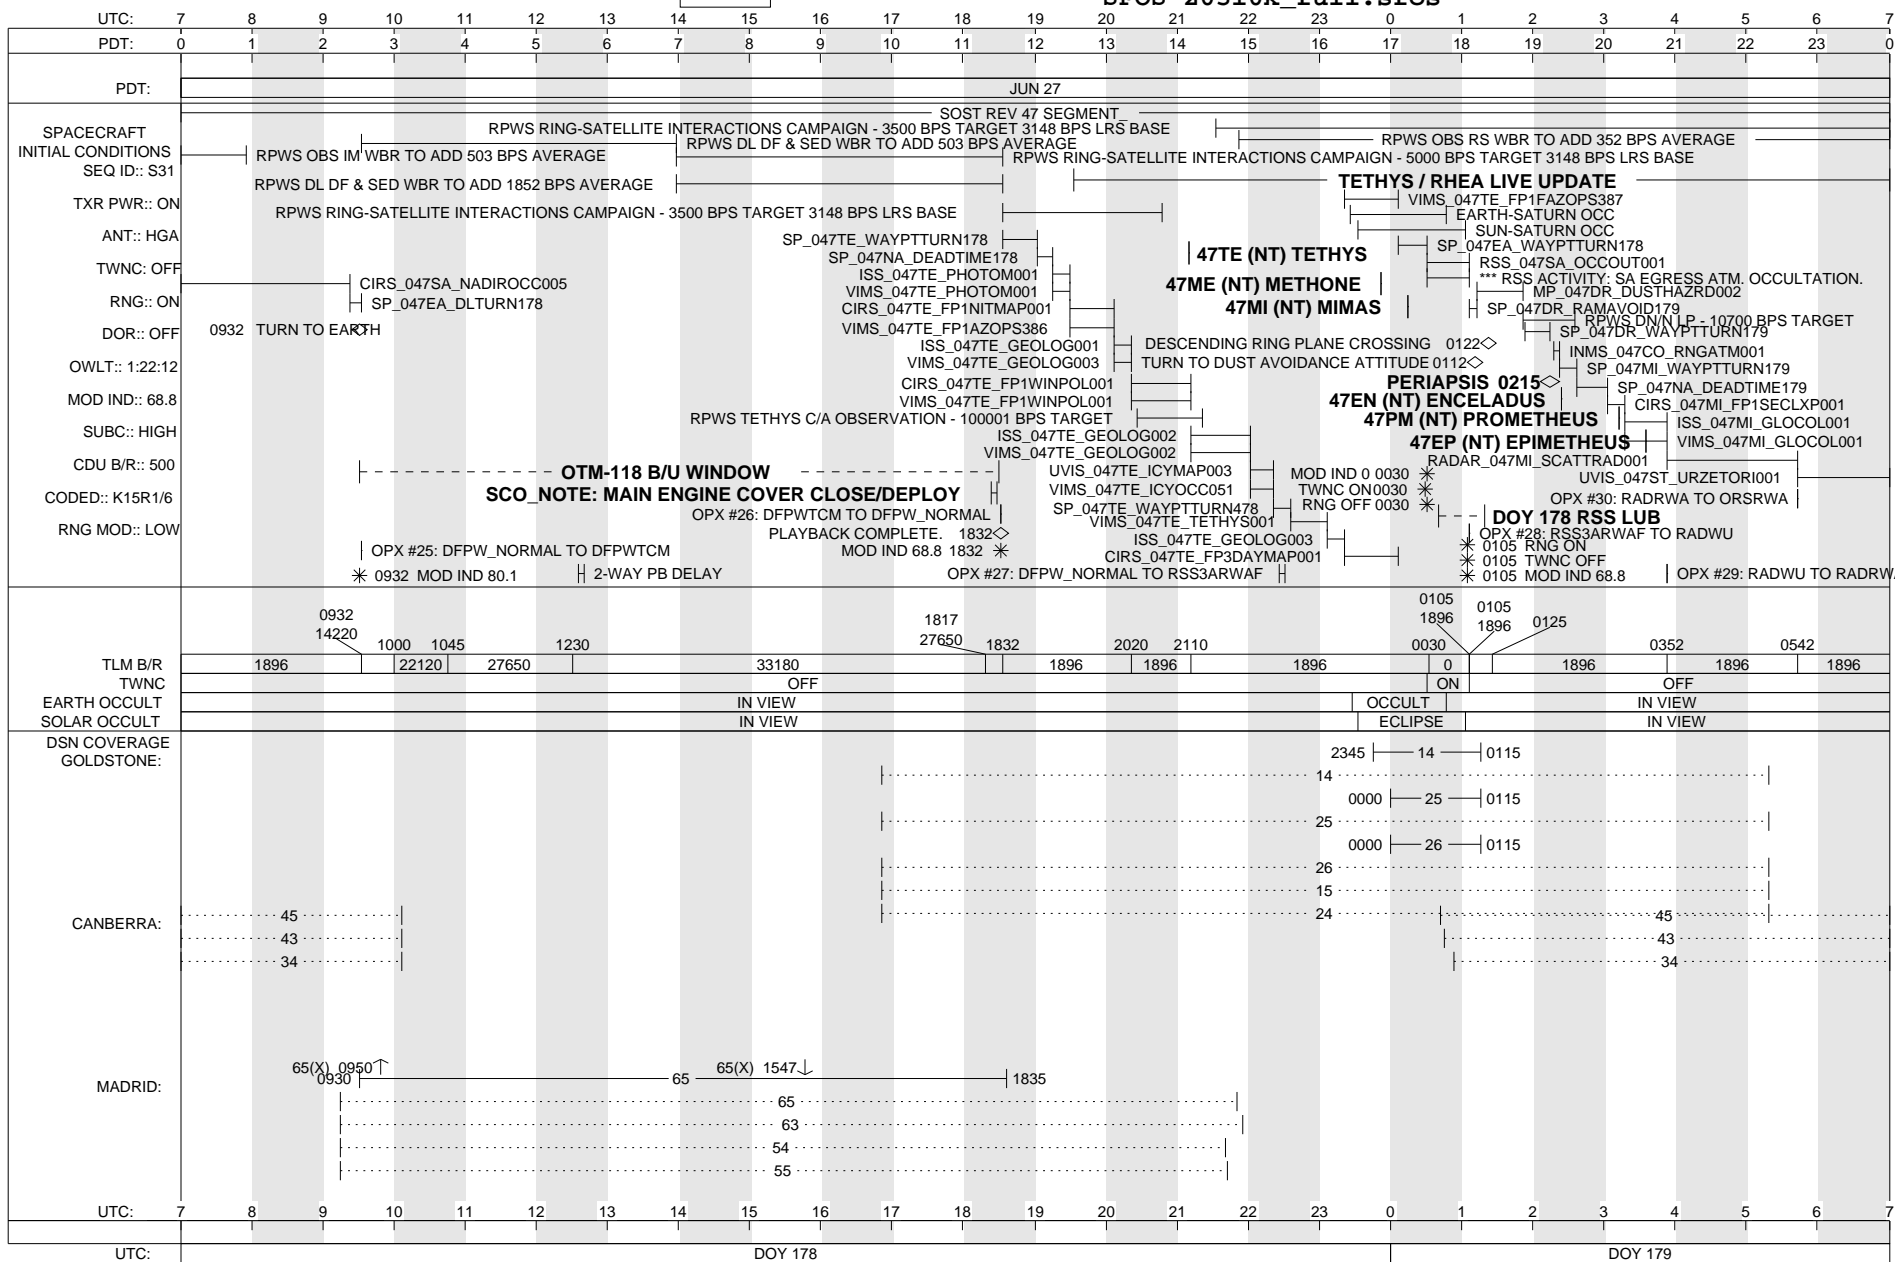 SFOS 20510k_full.sfos
UTC: 7 8 9 10 11 12 13 14 15 16 17 18 19 20 21 22 23 0 1 2 3 4 5 6 7
PDT: 0 1 2 3 4 5 6 7 8 9 10 11 12 13 14 15 16 17 18 19 20 21 22 23 0
PDT: JUN 27
SOST REV 47 SEGMENT_
SPACECRAFT
INITIAL CONDITIONS
SEQ ID:: S31
TXR PWR:: ON
ANT:: HGA
TWNC: OFF
RNG:: ON
DOR:: OFF
OWLT:: 1:22:12
MOD IND:: 68.8
SUBC:: HIGH
CDU B/R:: 500
CODED:: K15R1/6
RNG MOD:: LOW
RPWS RING-SATELLITE INTERACTIONS CAMPAIGN - 3500 BPS TARGET 3148 BPS LRS BASE
RPWS DL DF & SED WBR TO ADD 503 BPS AVERAGE
RPWS OBS RS WBR TO ADD 352 BPS AVERAGE
RPWS OBS IM WBR TO ADD 503 BPS AVERAGE
RPWS RING-SATELLITE INTERACTIONS CAMPAIGN - 5000 BPS TARGET 3148 BPS LRS BASE
RPWS DL DF & SED WBR TO ADD 1852 BPS AVERAGE
TETHYS / RHEA LIVE UPDATE
VIMS_047TE_FP1FAZOPS387
RPWS RING-SATELLITE INTERACTIONS CAMPAIGN - 3500 BPS TARGET 3148 BPS LRS BASE
EARTH-SATURN OCC
SUN-SATURN OCC
SP_047TE_WAYPTTURN178
SP_047EA_WAYPTTURN178
SP_047NA_DEADTIME178
47TE (NT) TETHYS
RSS_047SA_OCCOUT001
ISS_047TE_PHOTOM001
*** RSS ACTIVITY: SA EGRESS ATM. OCCULTATION.
CIRS_047SA_NADIROCC005
47ME (NT) METHONE
VIMS_047TE_PHOTOM001
MP_047DR_DUSTHAZRD002
SP_047EA_DLTURN178
CIRS_047TE_FP1NITMAP001
47MI (NT) MIMAS
SP_047DR_RAMAVOID179
RPWS DN/N LP - 10700 BPS TARGET
0932 TURN TO EARTH
VIMS_047TE_FP1AZOPS386
SP_047DR_WAYPTTURN179
ISS_047TE_GEOLOG001
DESCENDING RING PLANE CROSSING 0122
INMS_047CO_RNGATM001
VIMS_047TE_GEOLOG003
TURN TO DUST AVOIDANCE ATTITUDE 0112
SP_047MI_WAYPTTURN179
CIRS_047TE_FP1WINPOL001
PERIAPSIS 0215
SP_047NA_DEADTIME179
VIMS_047TE_FP1WINPOL001
47EN (NT) ENCELADUS
CIRS_047MI_FP1SECLXP001
RPWS TETHYS C/A OBSERVATION - 100001 BPS TARGET
47PM (NT) PROMETHEUS
ISS_047MI_GLOCOL001
ISS_047TE_GEOLOG002
47EP (NT) EPIMETHEUS
VIMS_047MI_GLOCOL001
VIMS_047TE_GEOLOG002
RADAR_047MI_SCATTRAD001
OTM-118 B/U WINDOW
UVIS_047TE_ICYMAP003
MOD IND 0 0030
UVIS_047ST_URZETORI001
SCO_NOTE: MAIN ENGINE COVER CLOSE/DEPLOY
VIMS_047TE_ICYOCC051
TWNC ON 0030
OPX #30: RADRWA TO ORSRWA
SP_047TE_WAYPTTURN478
RNG OFF 0030
OPX #26: DFPWTCM TO DFPW_NORMAL
VIMS_047TE_TETHYS001
DOY 178 RSS LUB
PLAYBACK COMPLETE. 1832
ISS_047TE_GEOLOG003
OPX #28: RSS3ARWAF TO RADWU
OPX #25: DFPW_NORMAL TO DFPWTCM
MOD IND 68.8 1832
CIRS_047TE_FP3DAYMAP001
0105 RNG ON
0105 TWNC OFF
0932 MOD IND 80.1
2-WAY PB DELAY
OPX #27: DFPW_NORMAL TO RSS3ARWAF
0105 MOD IND 68.8
OPX #29: RADWU TO RADRWA
0932 1817 0105 0105
14220 27650 1896 1896 0125
1000 1045 1230 1832 2020 2110 0030 0352 0542
TLM B/R 1896 22120 27650 33180 1896 1896 1896 0 1896 1896 1896
TWNC OFF ON OFF
EARTH OCCULT IN VIEW OCCULT IN VIEW
SOLAR OCCULT IN VIEW ECLIPSE IN VIEW
DSN COVERAGE
GOLDSTONE:
2345 14 0115
14
0000 25 0115
25
0000 26 0115
26
15
24
CANBERRA:
45 45
43 43
34 34
MADRID:
65(X) 0950 65(X) 1547
0930 65 1835
65
63
54
55
UTC: 7 8 9 10 11 12 13 14 15 16 17 18 19 20 21 22 23 0 1 2 3 4 5 6 7
UTC: DOY 178 DOY 179